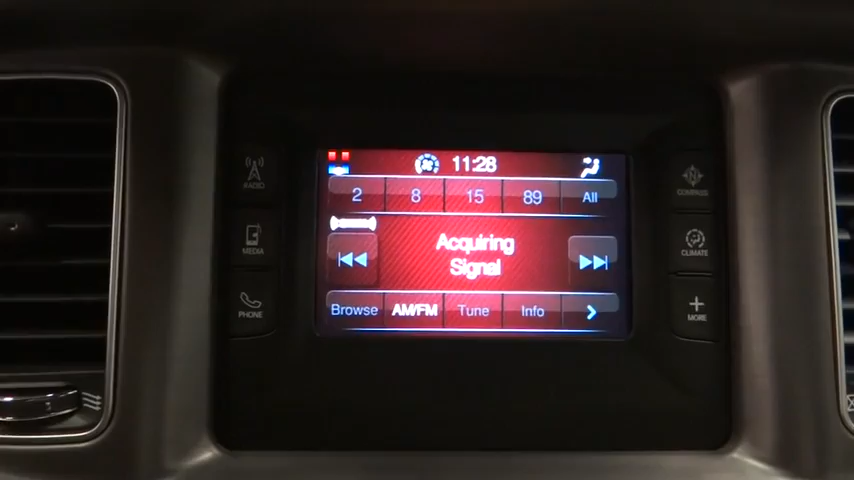 11:28
2 8 15 89 All
Acquiring
Signal
Browse AM/FM Tune Info
RADIO
MEDIA
PHONE
COMPASS
CLIMATE
MORE